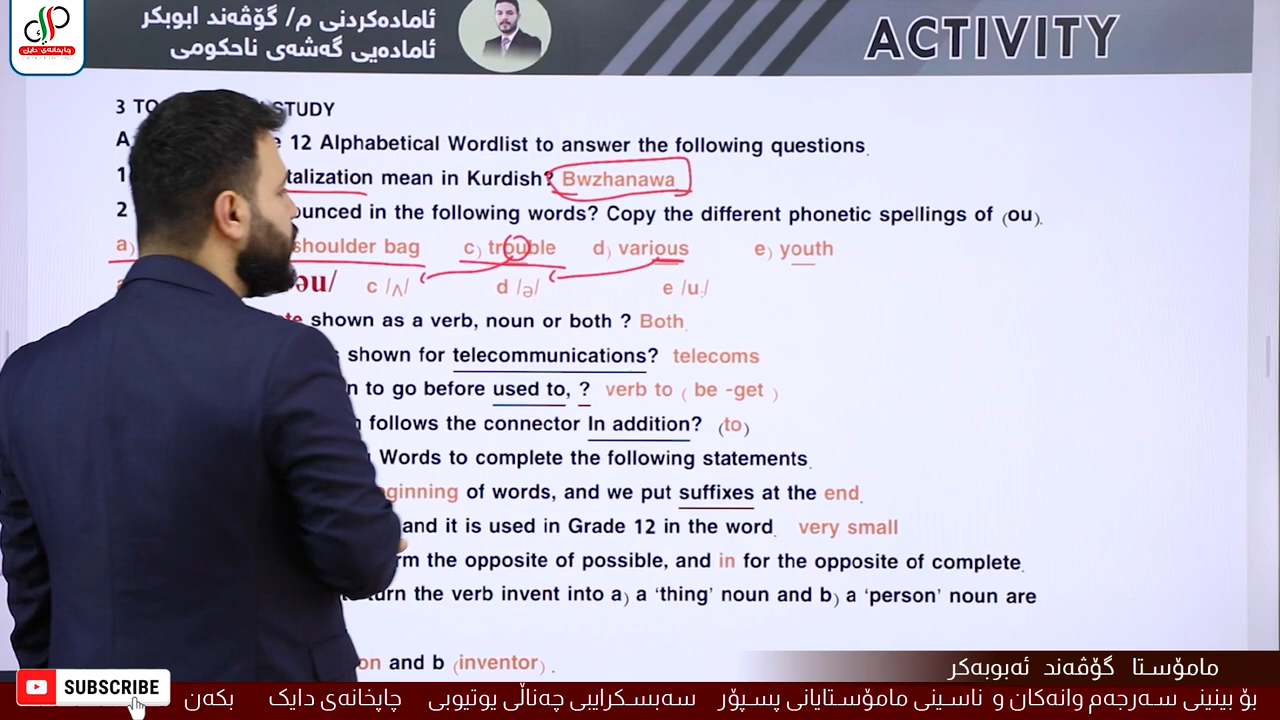 ئامادەکردنی م/ گۆڤەند ابوبکر
ئامادەیی گەشەی ناحکومی
ACTIVITY
چاپخانەی دایك
3 TO STUDY
A 12 Alphabetical Wordlist to answer the following questions.
1 talization mean in Kurdish? Bwzhanawa
2 ounced in the following words? Copy the different phonetic spellings of (ou).
a) shoulder bag c) trouble d) various e) youth
əu/ c /ʌ/ d /ə/ e /u:/
shown as a verb, noun or both ? Both.
shown for telecommunications? telecoms
to go before used to, ? verb to ( be -get )
follows the connector In addition? (to)
Words to complete the following statements.
ginning of words, and we put suffixes at the end.
and it is used in Grade 12 in the word. very small
rm the opposite of possible, and in for the opposite of complete.
turn the verb invent into a) a ‘thing’ noun and b) a ‘person’ noun are
on and b (inventor) .
مامۆستا گۆڤەند ئەبوبەکر
SUBSCRIBE
بۆ بینینی سەرجەم وانەکان و ناسینی مامۆستایانی پسپۆر سەبسکرایبی چەناڵی یوتیوبی چاپخانەی دایک بکەن